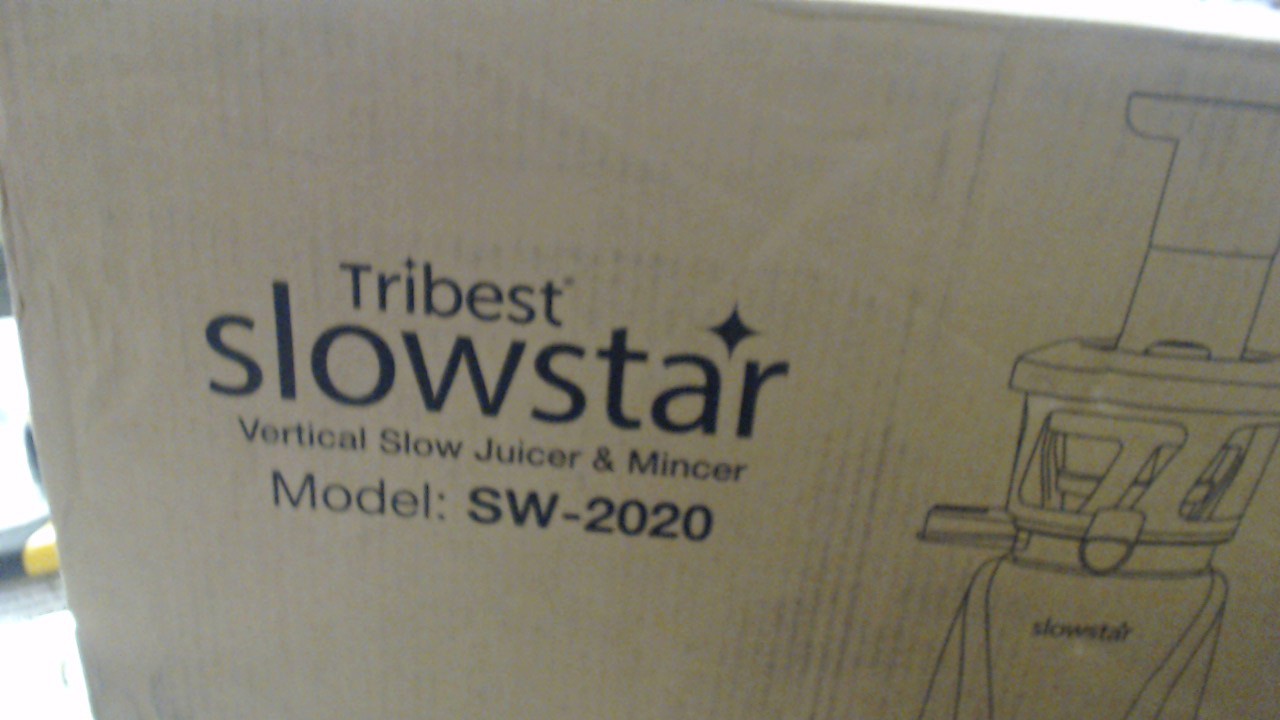 Tribest
slowstar
Vertical Slow Juicer & Mincer
Model: SW-2020
slowstar